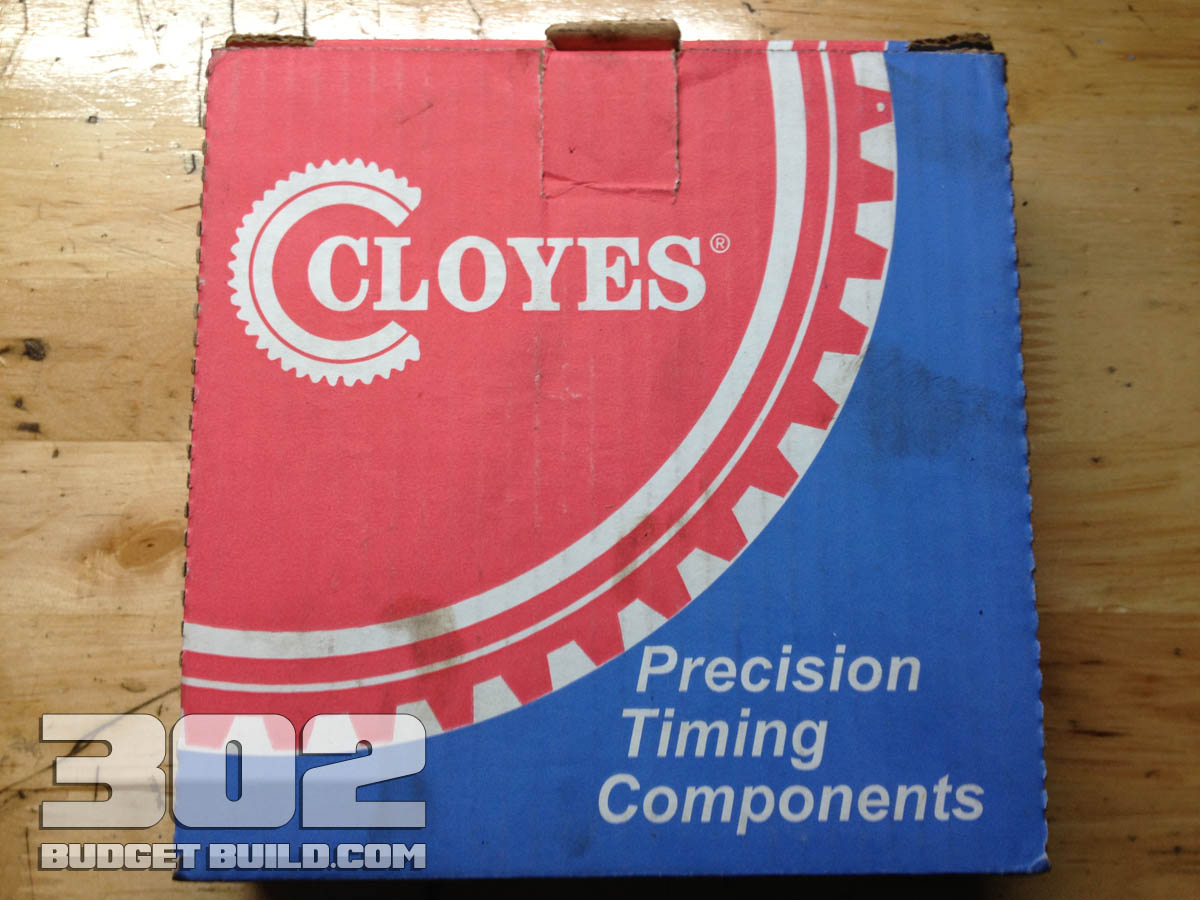 CLOYES®
Precision
Timing
Components
302
BUDGET BUILD.COM